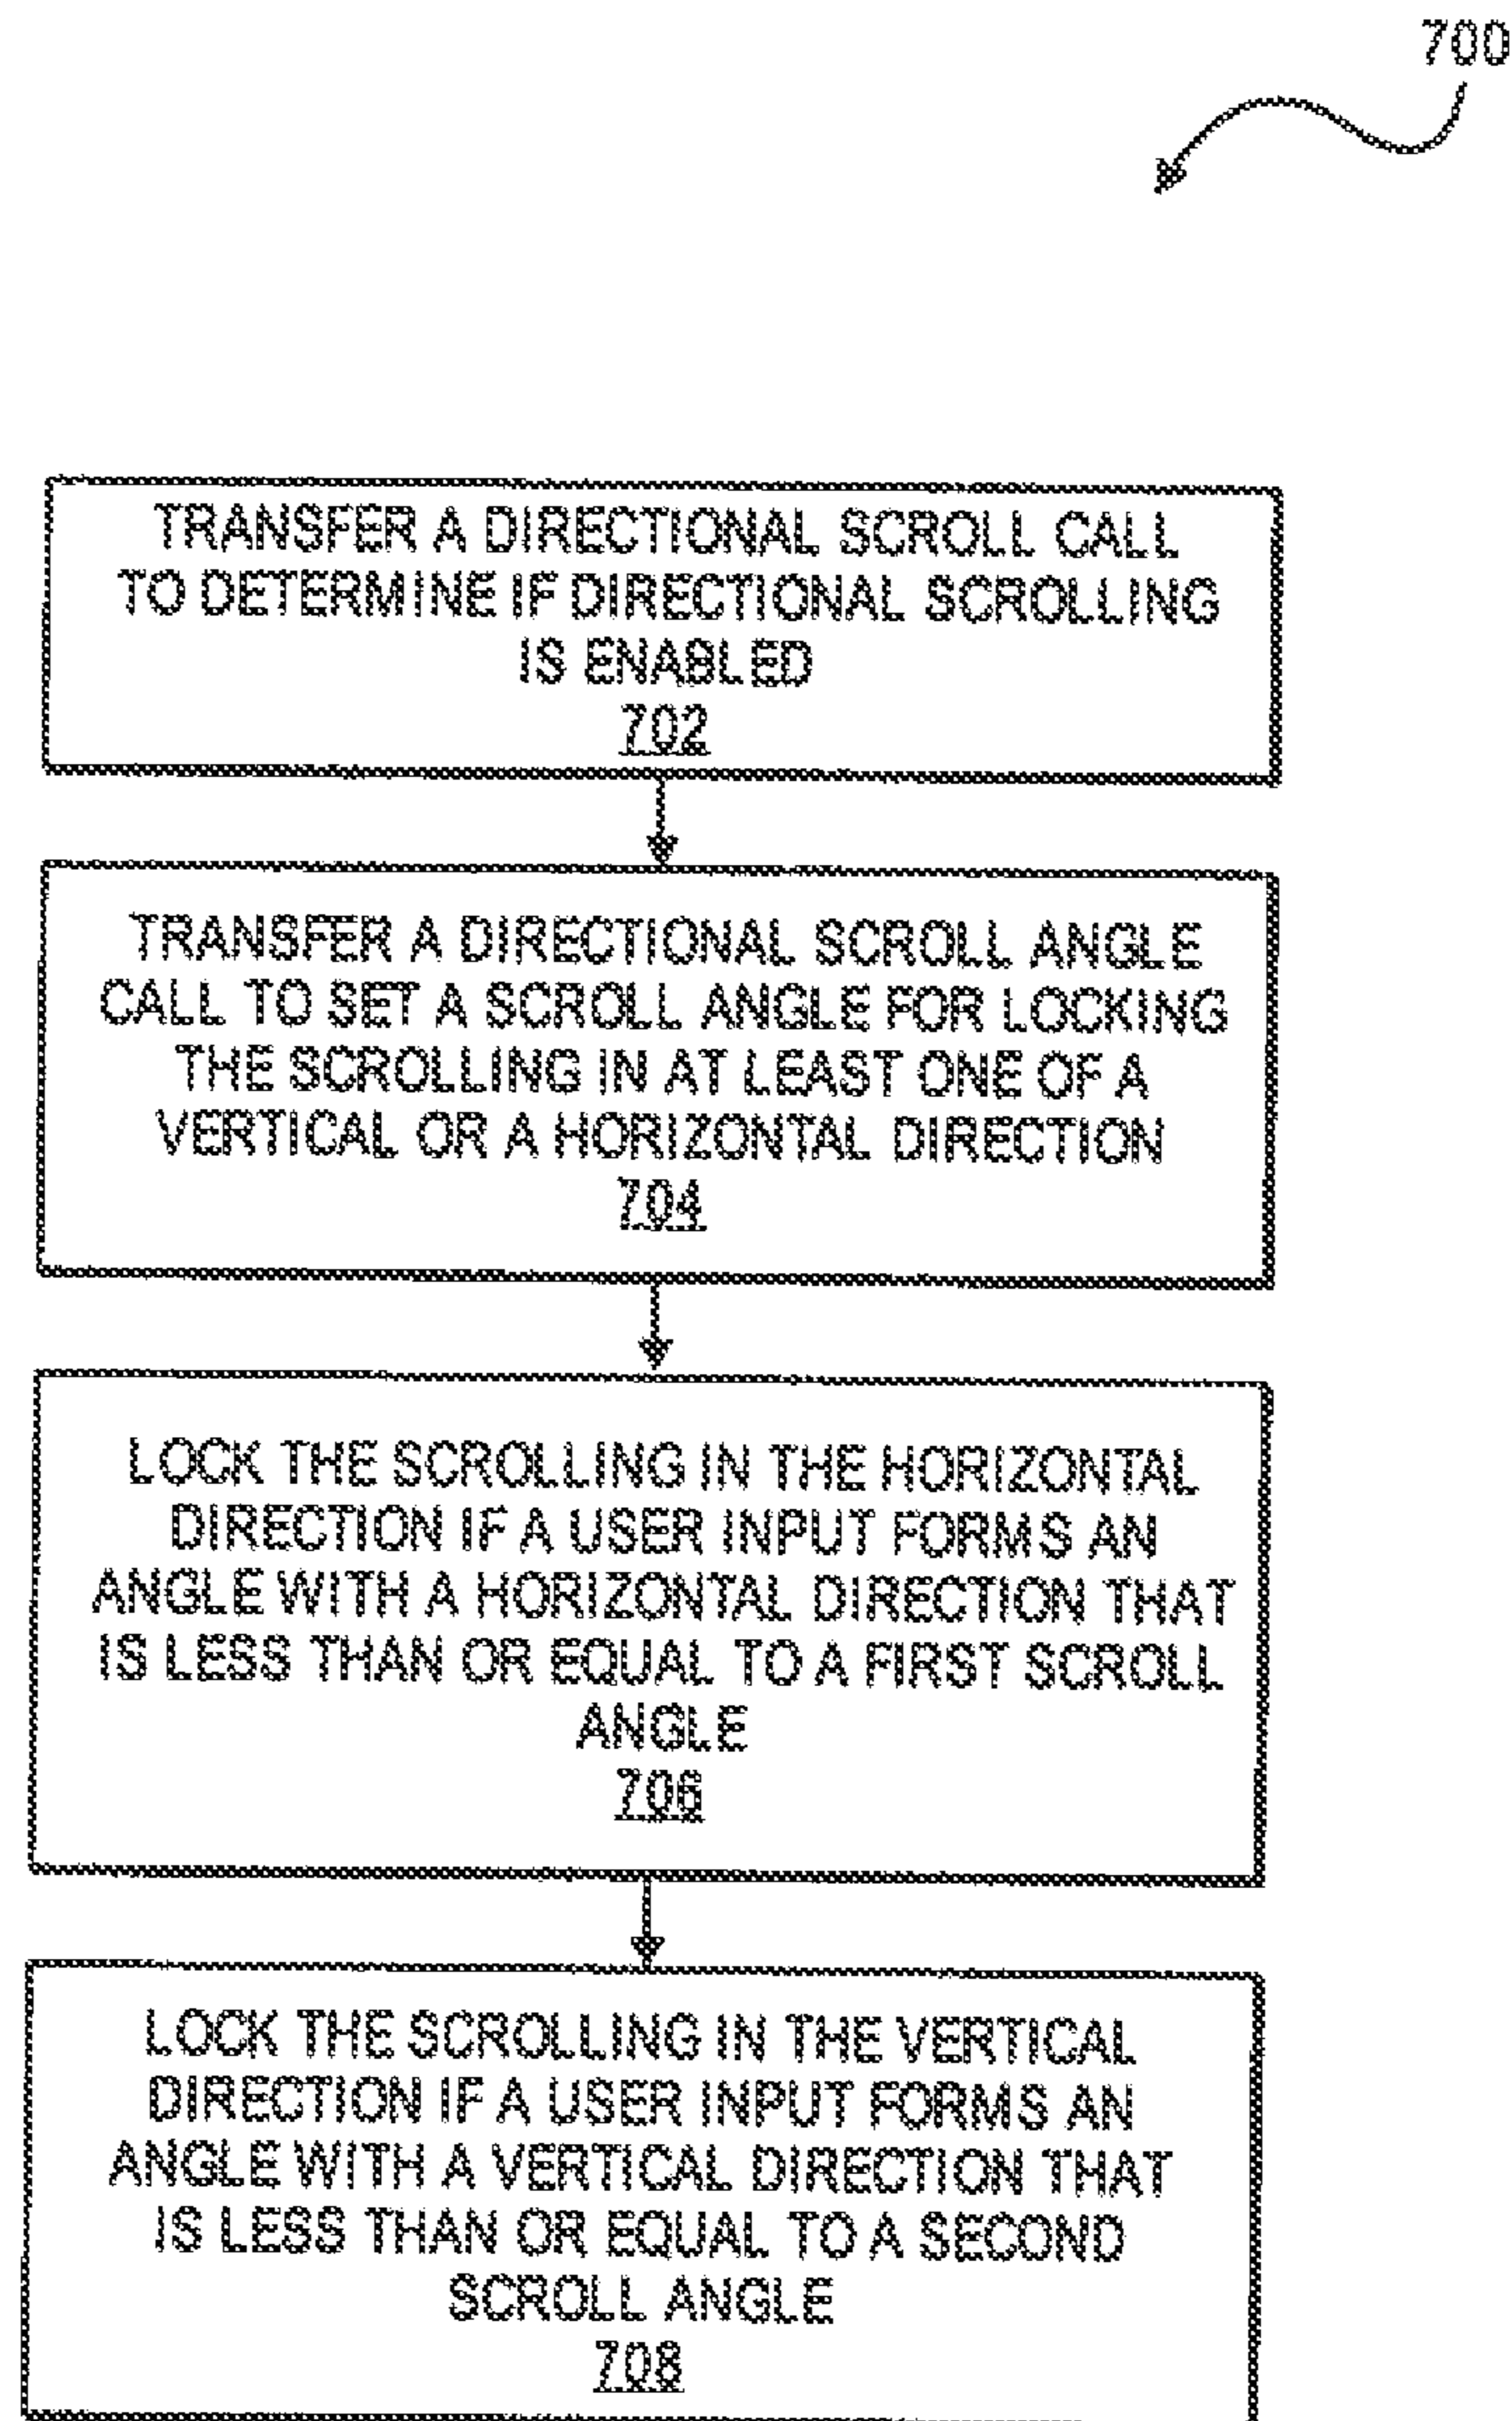 700
TRANSFER A DIRECTIONAL SCROLL CALL
TO DETERMINE IF DIRECTIONAL SCROLLING
IS ENABLED
702
TRANSFER A DIRECTIONAL SCROLL ANGLE
CALL TO SET A SCROLL ANGLE FOR LOCKING
THE SCROLLING IN AT LEAST ONE OF A
VERTICAL OR A HORIZONTAL DIRECTION
704
LOCK THE SCROLLING IN THE HORIZONTAL
DIRECTION IF A USER INPUT FORMS AN
ANGLE WITH A HORIZONTAL DIRECTION THAT
IS LESS THAN OR EQUAL TO A FIRST SCROLL
ANGLE
706
LOCK THE SCROLLING IN THE VERTICAL
DIRECTION IF A USER INPUT FORMS AN
ANGLE WITH A VERTICAL DIRECTION THAT
IS LESS THAN OR EQUAL TO A SECOND
SCROLL ANGLE
708